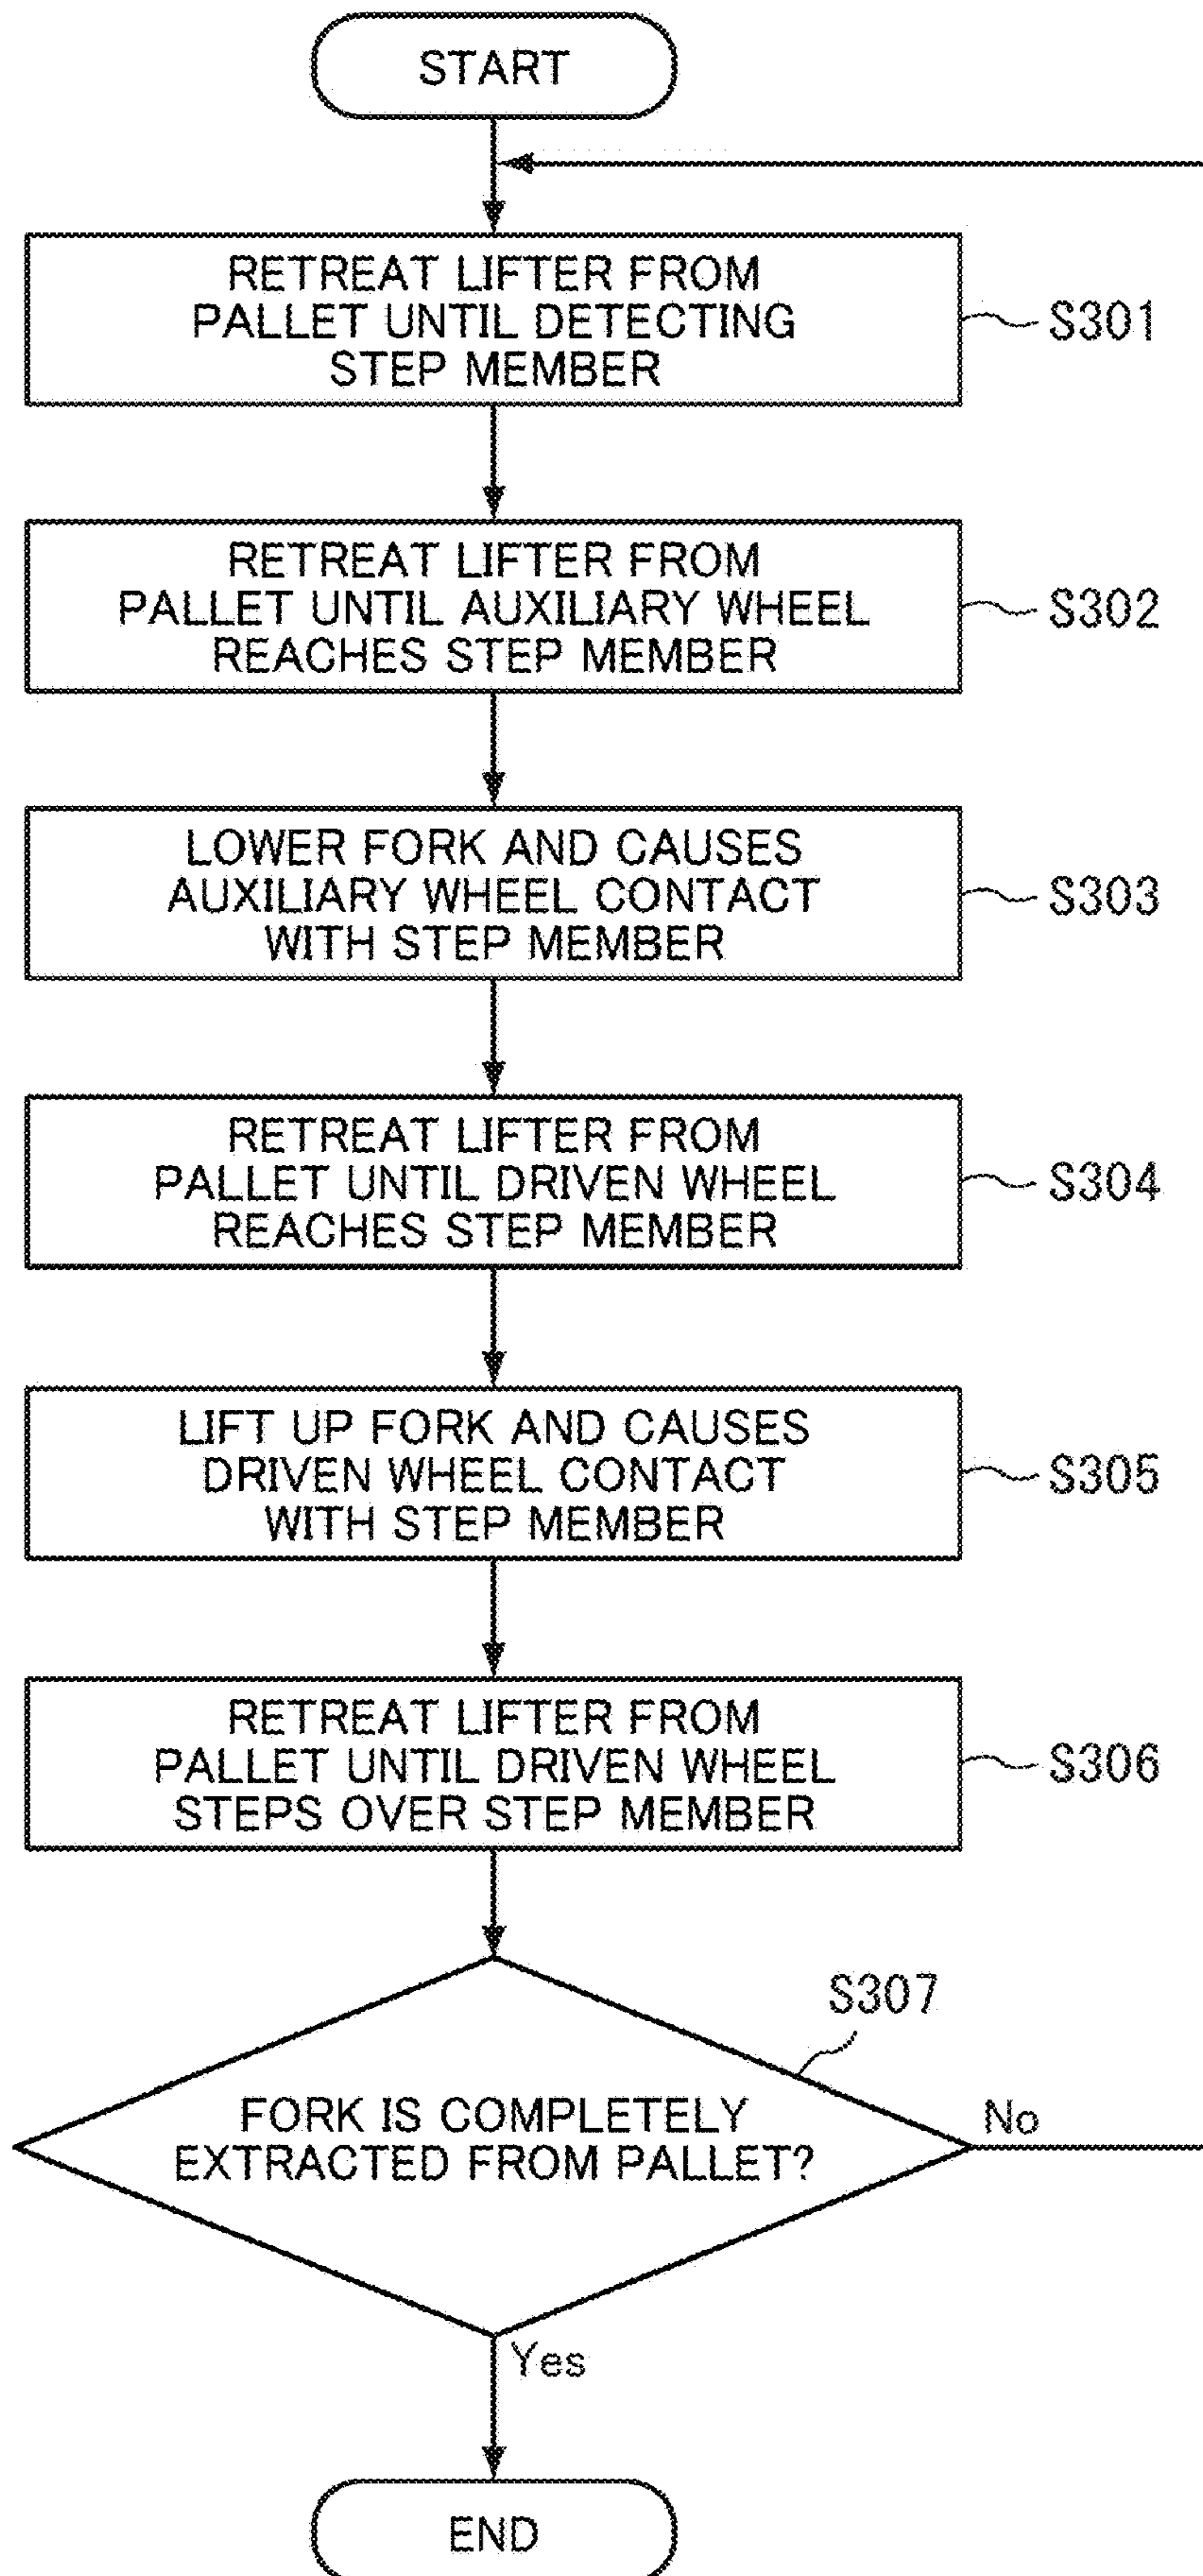 START
RETREAT LIFTER FROM
PALLET UNTIL DETECTING
STEP MEMBER
S301
RETREAT LIFTER FROM
PALLET UNTIL AUXILIARY WHEEL
REACHES STEP MEMBER
S302
LOWER FORK AND CAUSES
AUXILIARY WHEEL CONTACT
WITH STEP MEMBER
S303
RETREAT LIFTER FROM
PALLET UNTIL DRIVEN WHEEL
REACHES STEP MEMBER
S304
LIFT UP FORK AND CAUSES
DRIVEN WHEEL CONTACT
WITH STEP MEMBER
S305
RETREAT LIFTER FROM
PALLET UNTIL DRIVEN WHEEL
STEPS OVER STEP MEMBER
S306
S307
FORK IS COMPLETELY
EXTRACTED FROM PALLET?
No
Yes
END